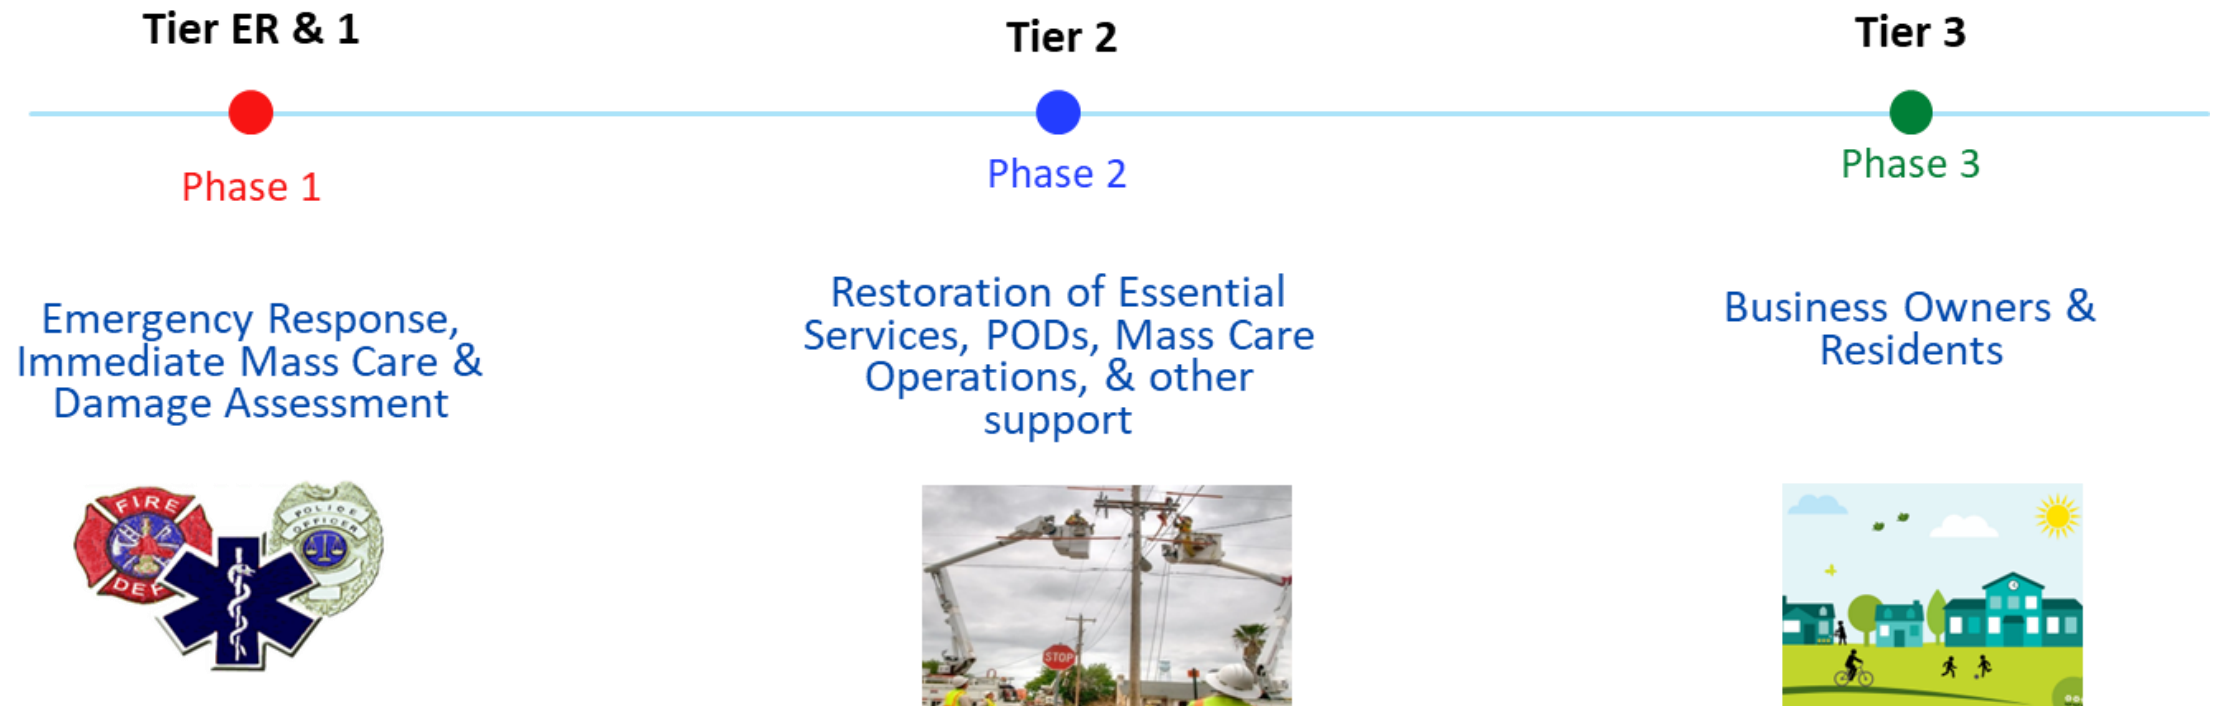 Tier ER & 1
Tier 2
Tier 3
Phase 1
Phase 2
Phase 3
Emergency Response,
Immediate Mass Care &
Damage Assessment
Restoration of Essential
Services, PODs, Mass Care
Operations, & other
support
Business Owners &
Residents
FIRE
DEP
POLICE
OFFICER
STOP